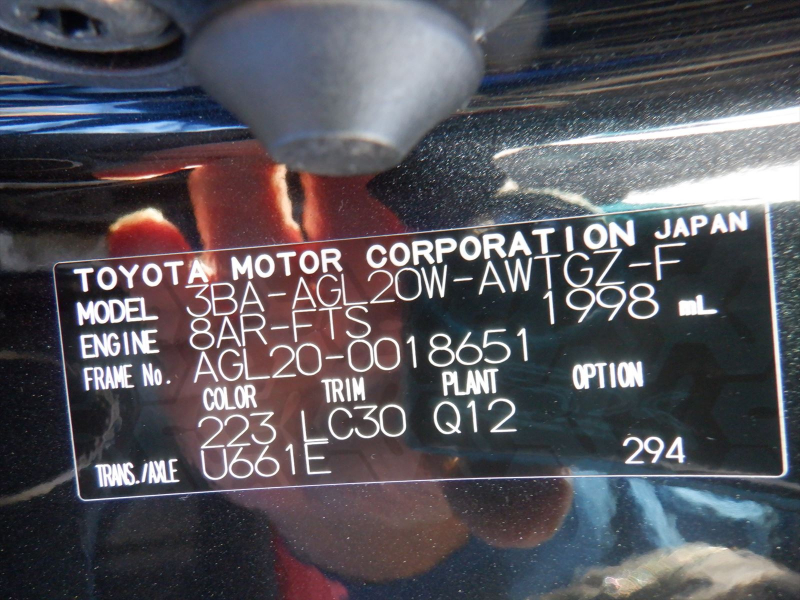 TOYOTA MOTOR CORPORATION JAPAN
MODEL 3BA-AGL20W-AWTGZ-F
ENGINE 8AR-FTS 1998 mL
FRAME No. AGL20-0018651
COLOR TRIM PLANT OPTION
223 LC30 Q12
TRANS./AXLE U661E 294